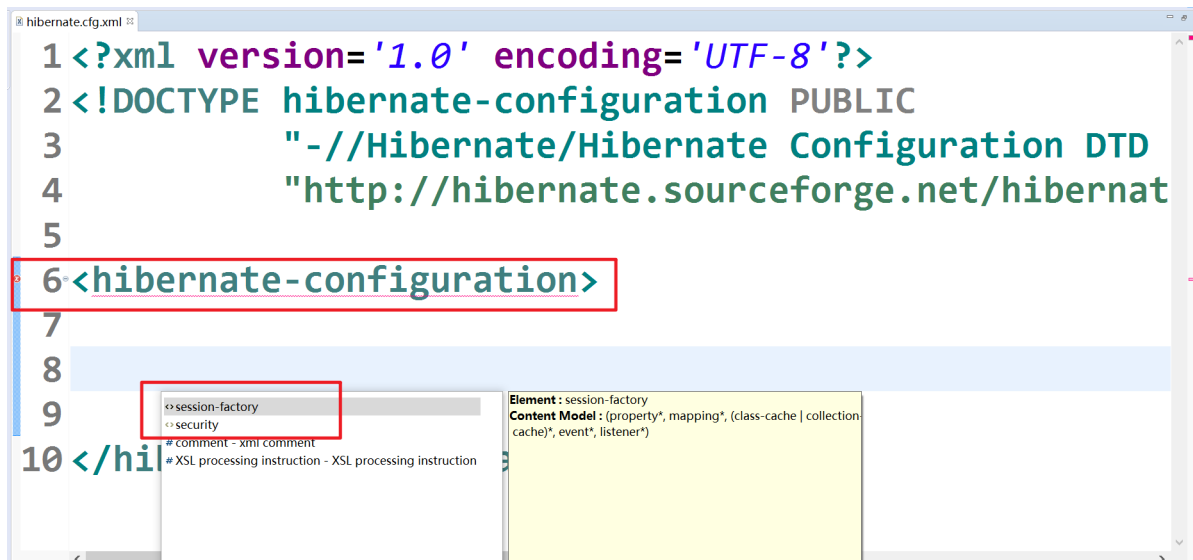 hibernate.cfg.xml
1 <?xml version='1.0' encoding='UTF-8'?>
2 <!DOCTYPE hibernate-configuration PUBLIC
3 "-//Hibernate/Hibernate Configuration DTD
4 "http://hibernate.sourceforge.net/hibernat
5
6 <hibernate-configuration>
7
8
9
10 </hi
<> session-factory
<> security
# comment - xml comment
# XSL processing instruction - XSL processing instruction
Element : session-factory
Content Model : (property*, mapping*, (class-cache | collection-
cache)*, event*, listener*)